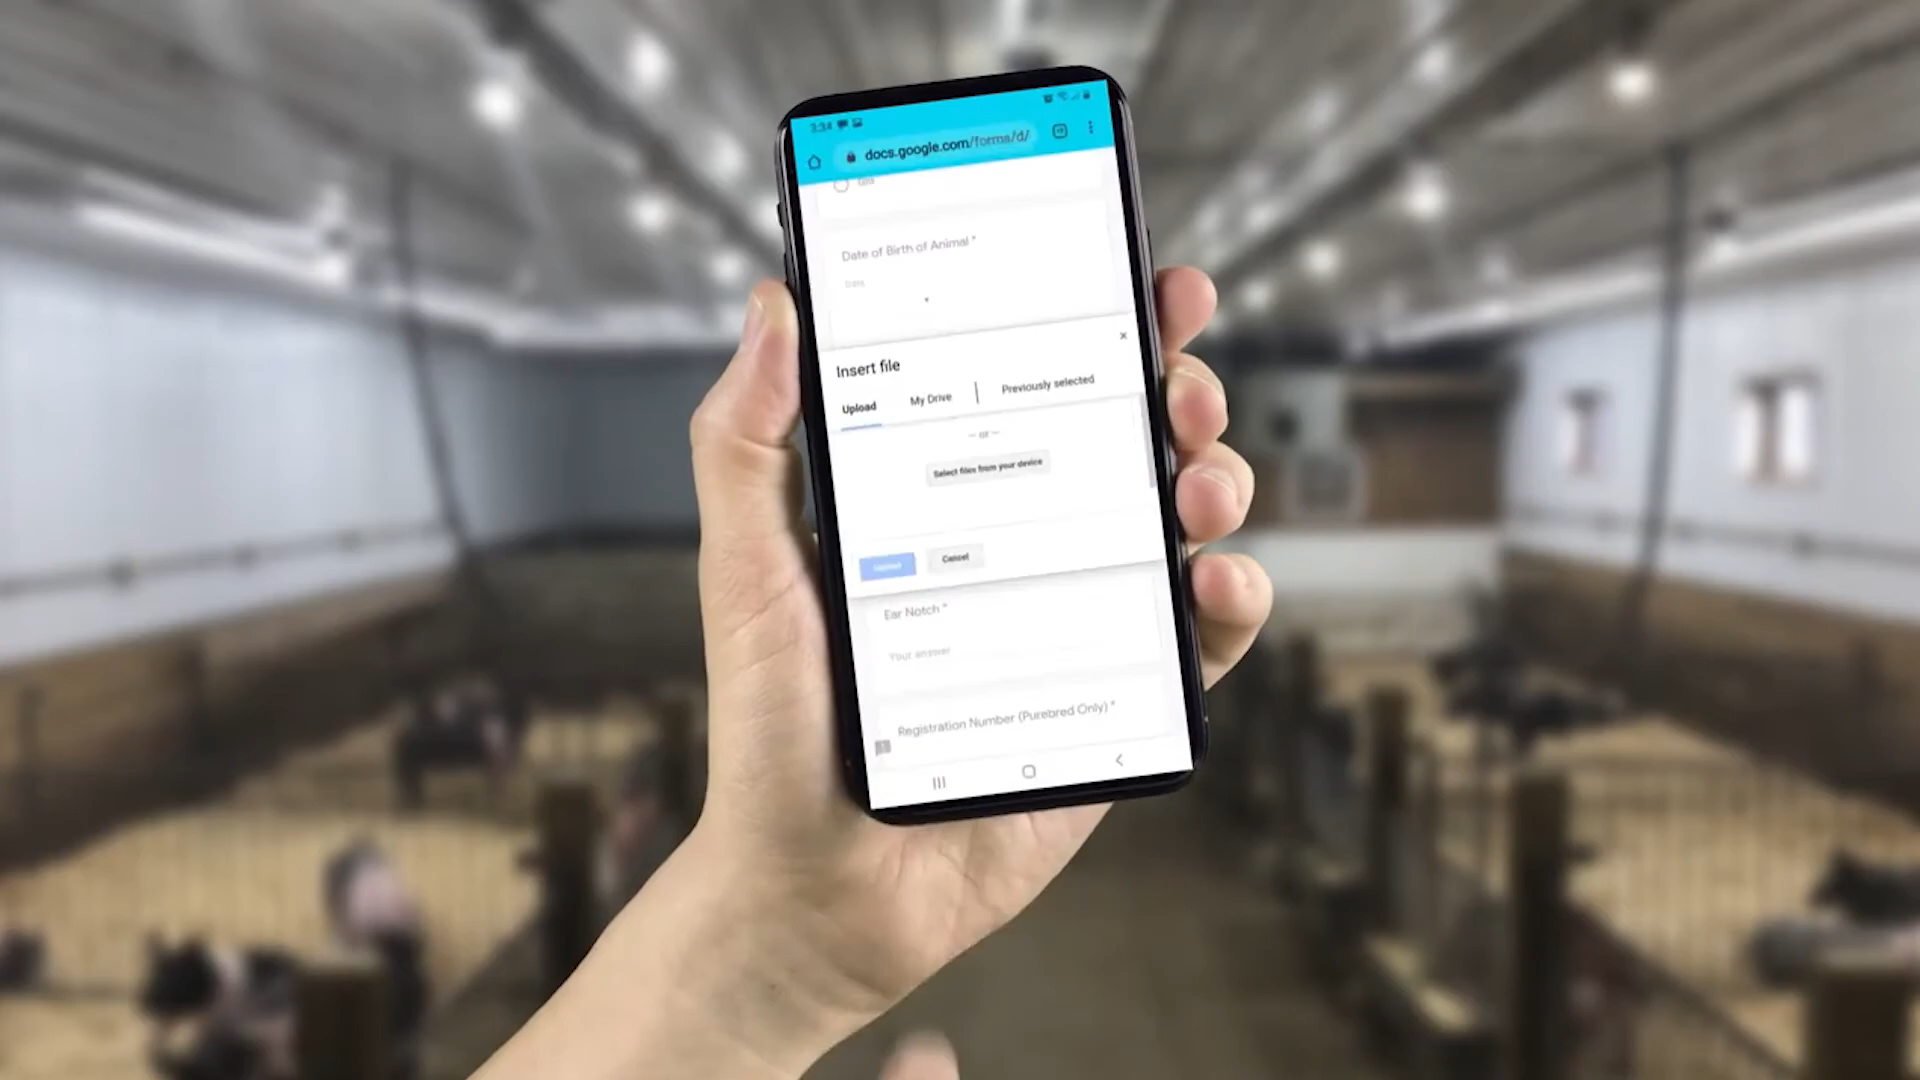 3:34
docs.google.com/forms/d/
Date of Birth of Animal *
Date
Insert file
Upload
My Drive
Previously selected
— or —
Select files from your device
Upload
Cancel
Ear Notch *
Your answer
Registration Number (Purebred Only) *